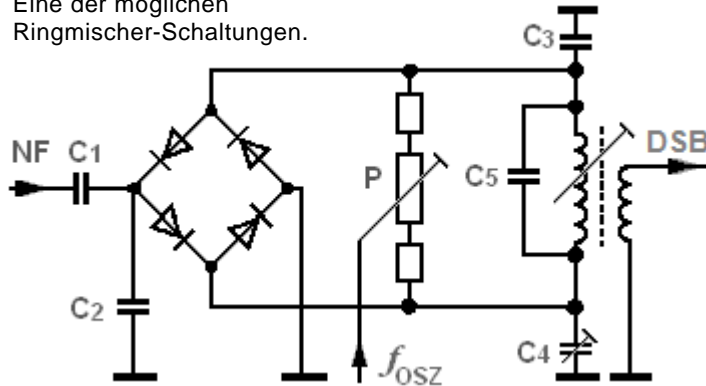 Eine der möglichen
Ringmischer-Schaltungen.
C3
NF C1
P
C5
DSB
C2
C4
fOSZ